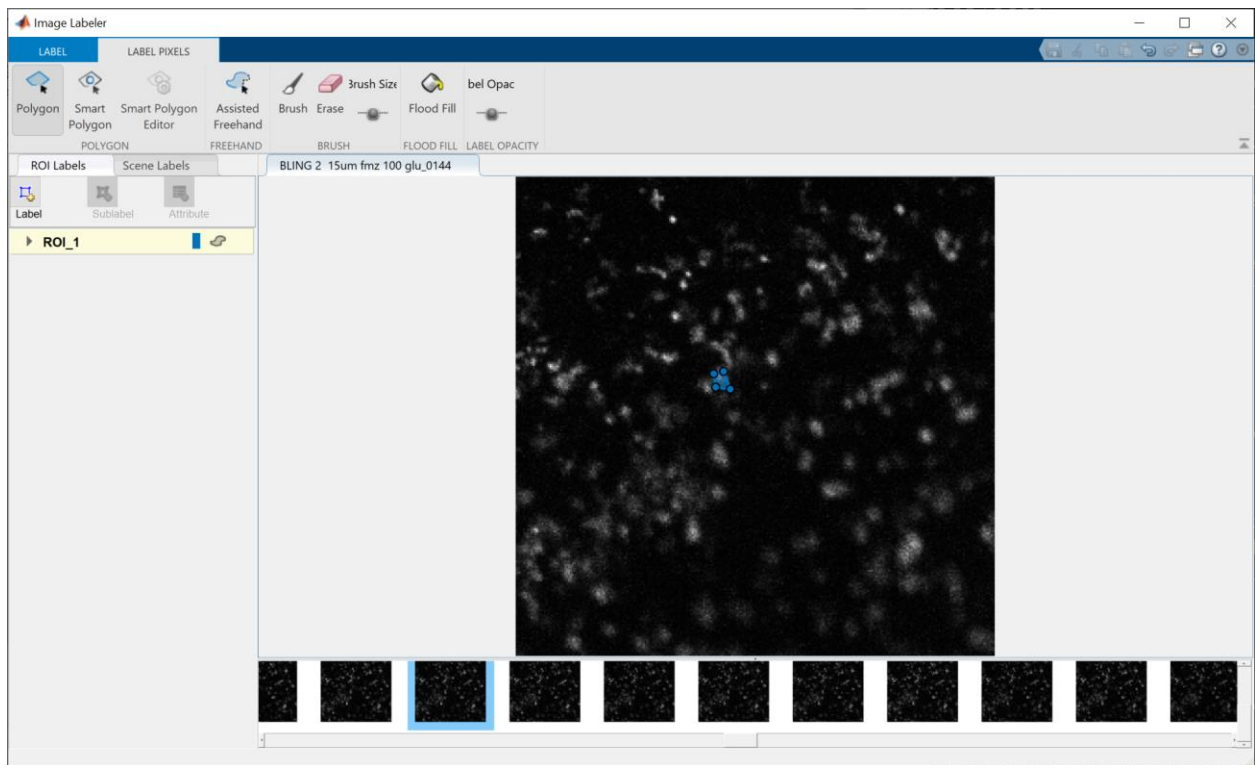 Image Labeler
LABEL LABEL PIXELS
Brush Size bel Opac
Polygon Smart Polygon Smart Polygon Editor Assisted Freehand Brush Erase Flood Fill
POLYGON FREEHAND BRUSH FLOOD FILL LABEL OPACITY
ROI Labels Scene Labels BLING 2 15um fmz 100 glu_0144
Label Sublabel Attribute
ROI_1